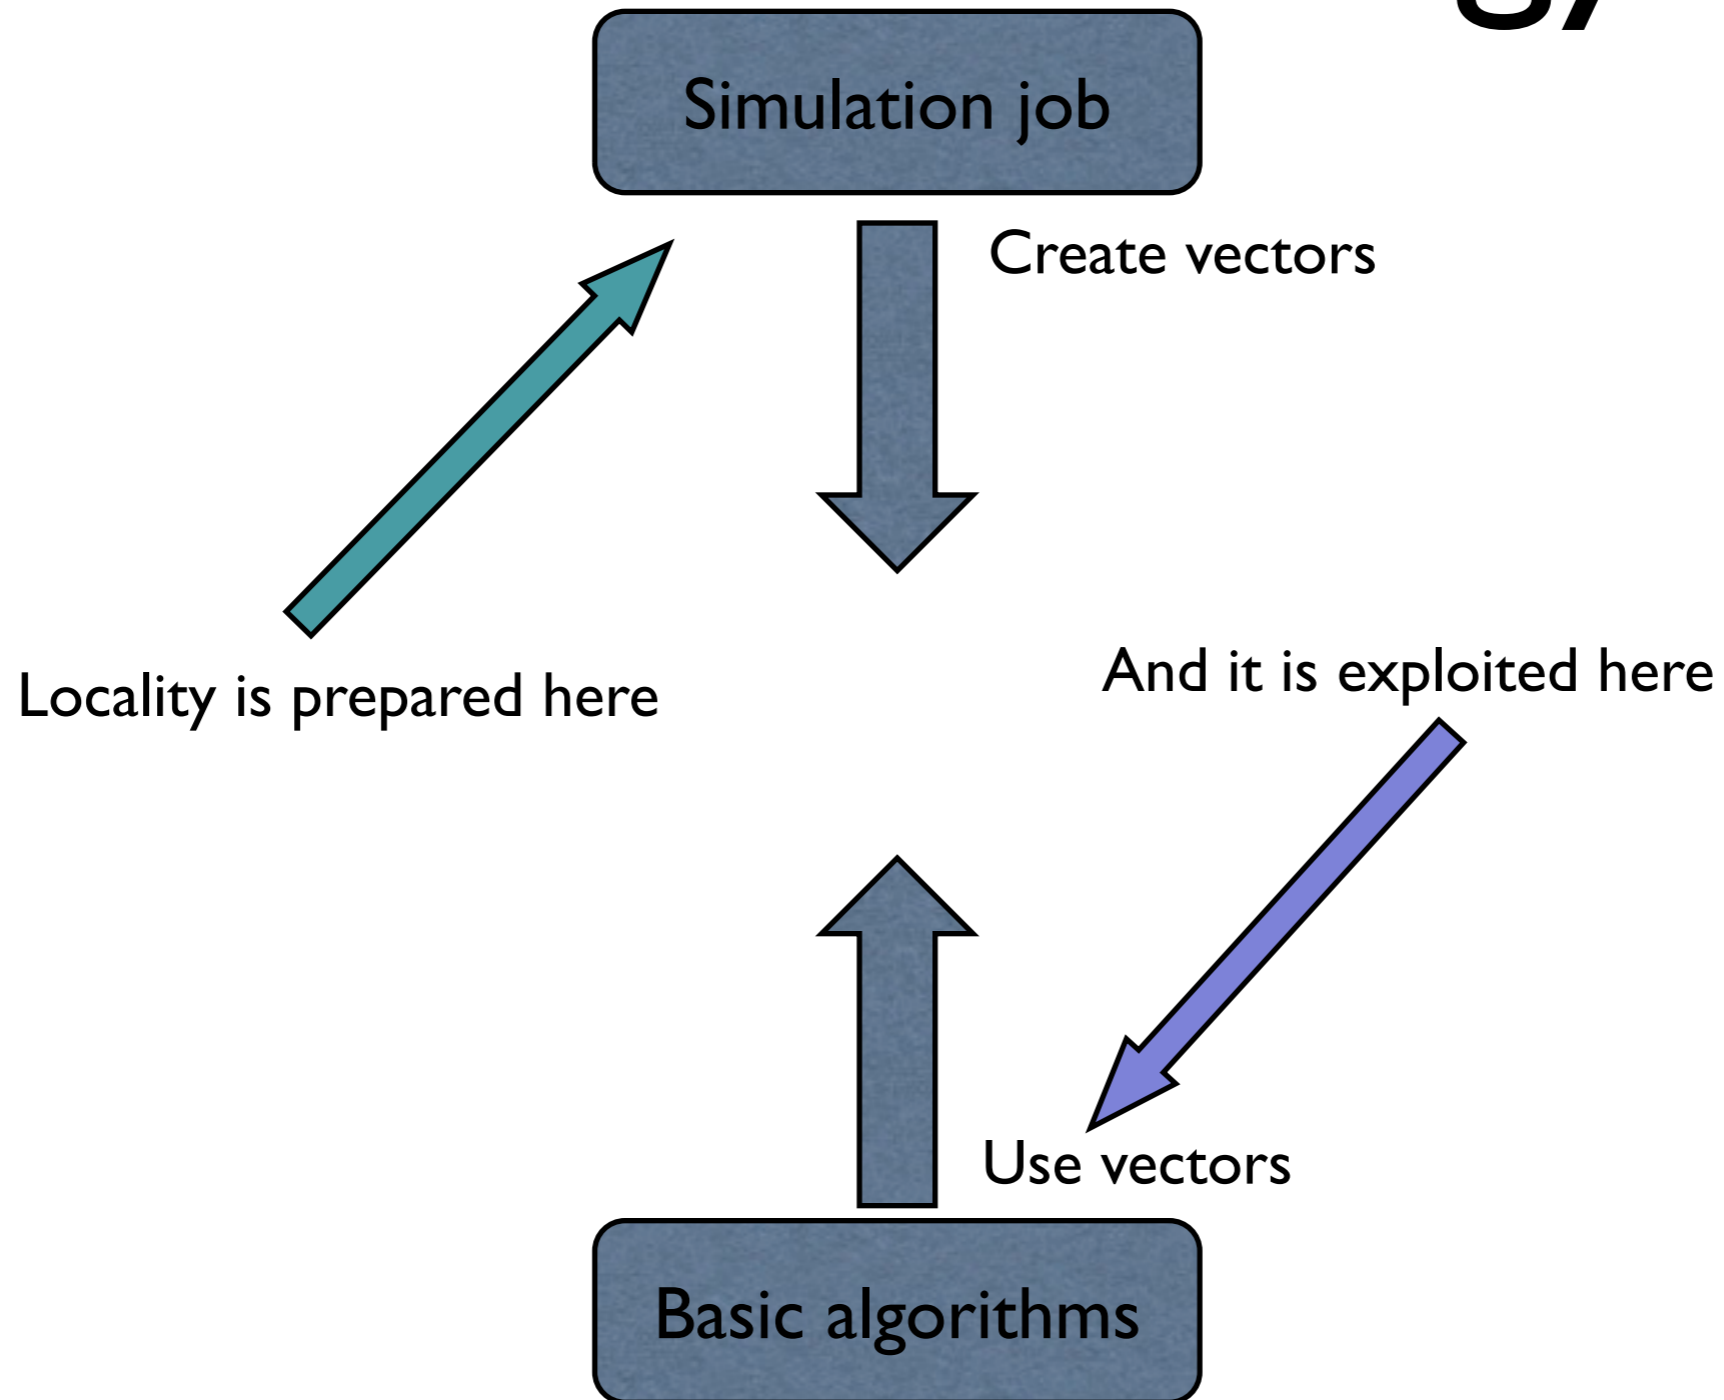 Simulation job
Create vectors
And it is exploited here
Locality is prepared here
Use vectors
Basic algorithms